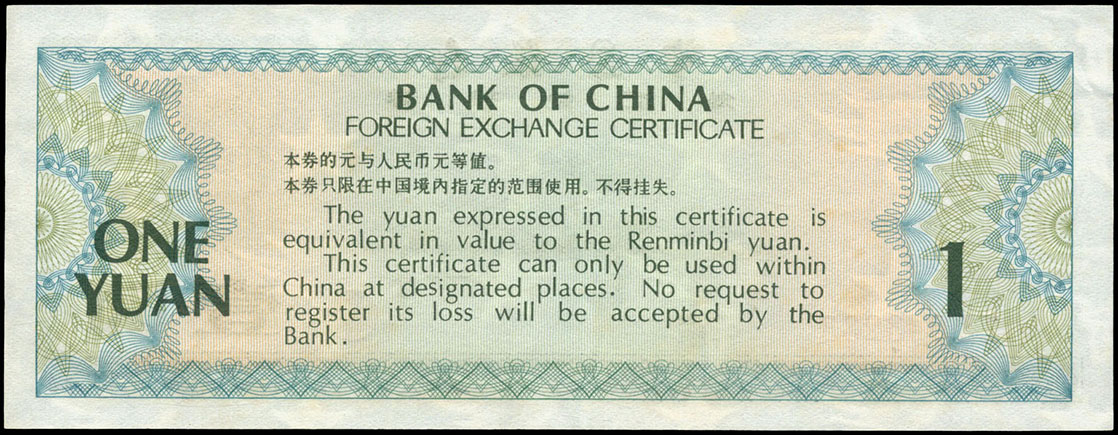 BANK OF CHINA
FOREIGN EXCHANGE CERTIFICATE
本券的元与人民币元等值。
本券只限在中国境内指定的范围使用。不得挂失。
The yuan expressed in this certificate is
equivalent in value to the Renminbi yuan.
This certificate can only be used within
China at designated places. No request to
register its loss will be accepted by the
Bank.
ONE
YUAN
1